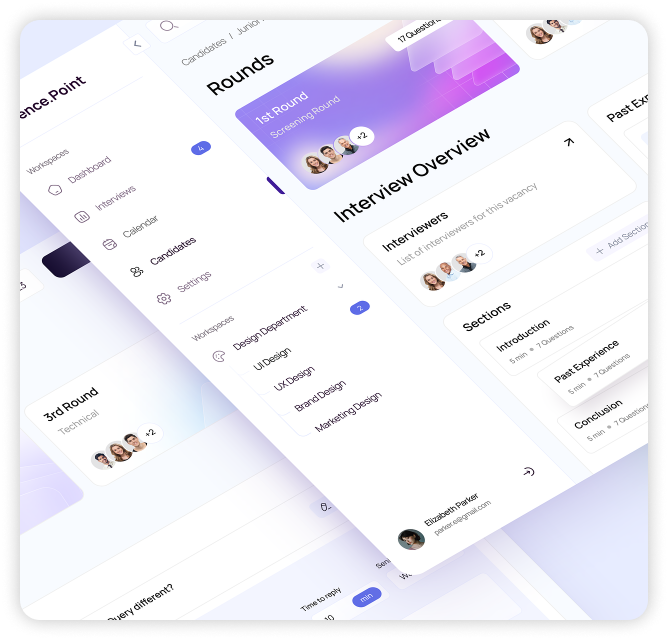 ence.Point
Workspaces
Dashboard
4
Interviews
Calendar
Candidates
Settings
Workspaces
Design Department
2
UI Design
UX Design
Brand Design
Marketing Design
Elizabeth Parker
parker.e@gmail.com
Candidates / Junior
Rounds
17 Questions
1st Round
Screening Round
+2
Interview Overview
Interviewers
List of interviewers for this vacancy
+2
Past Exp
Add Section
Sections
Introduction
5 min 7 Questions
Past Experience
5 min 7 Questions
Conclusion
5 min 7 Questions
3rd Round
Technical
+2
Query different?
Time to reply
min